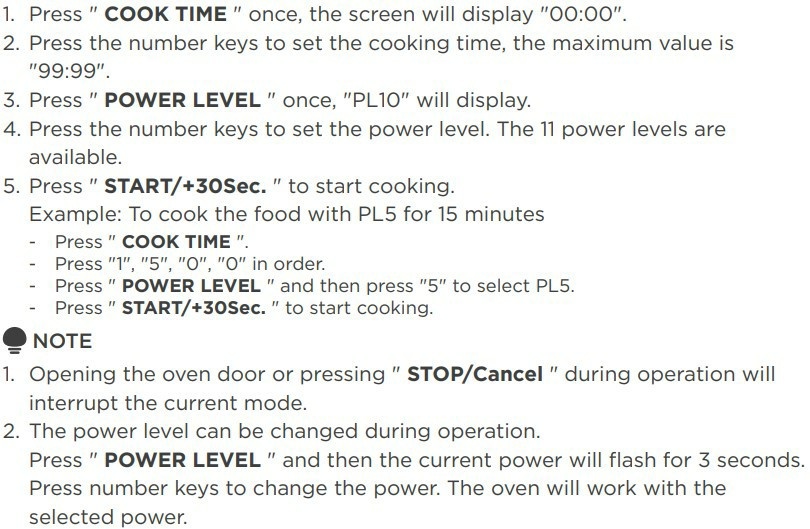 1. Press " COOK TIME " once, the screen will display "00:00".
2. Press the number keys to set the cooking time, the maximum value is
"99:99".
3. Press " POWER LEVEL " once, "PL10" will display.
4. Press the number keys to set the power level. The 11 power levels are
available.
5. Press " START/+30Sec. " to start cooking.
Example: To cook the food with PL5 for 15 minutes
- Press " COOK TIME ".
- Press "1", "5", "0", "0" in order.
- Press " POWER LEVEL " and then press "5" to select PL5.
- Press " START/+30Sec. " to start cooking.
NOTE
1. Opening the oven door or pressing " STOP/Cancel " during operation will
interrupt the current mode.
2. The power level can be changed during operation.
Press " POWER LEVEL " and then the current power will flash for 3 seconds.
Press number keys to change the power. The oven will work with the
selected power.